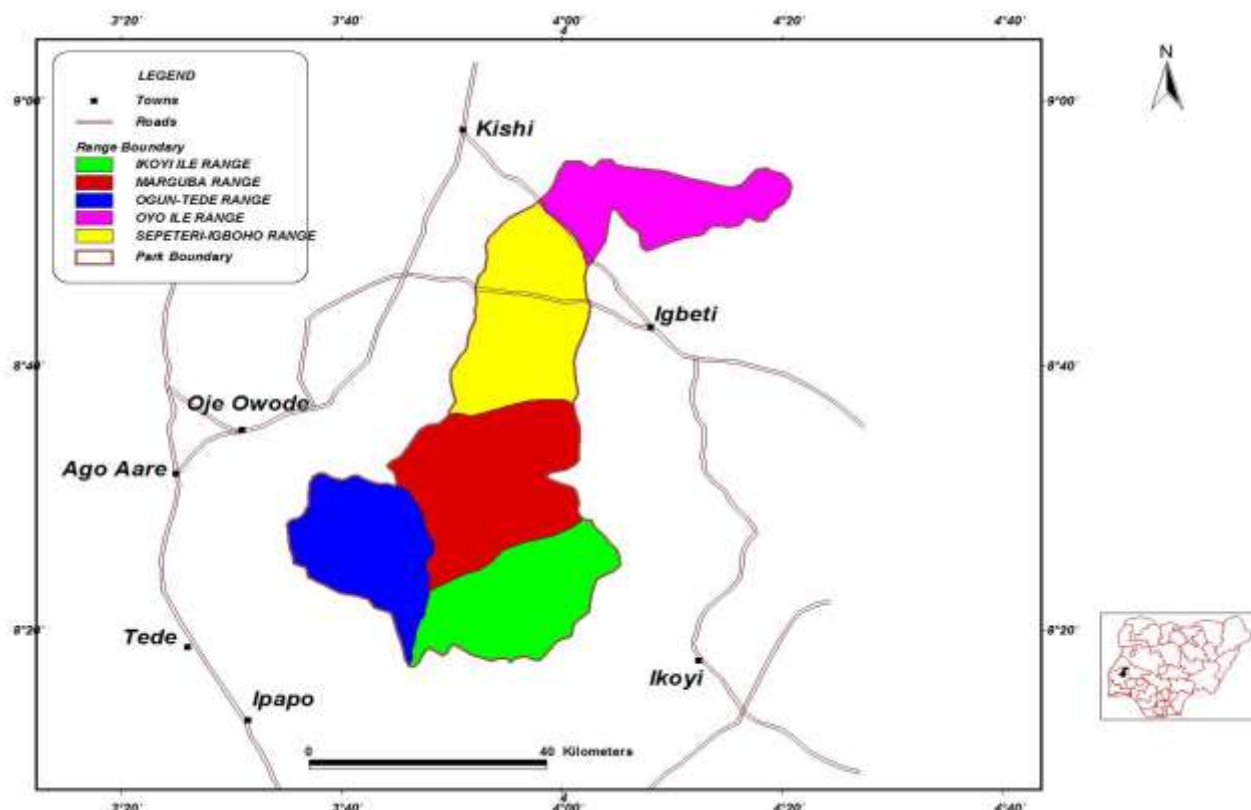 3°20´ 3°40´ 4°00´ 4°20´ 4°40´
N
LEGEND
Towns
Roads
Range Boundary
IKOYI ILE RANGE
MARGUBA RANGE
OGUN-TEDE RANGE
OYO ILE RANGE
SEPETERI-IGBOHO RANGE
Park Boundary
9°00´ 9°00´
Kishi
Igbeti
8°40´ 8°40´
Oje Owode
Ago Aare
8°20´ 8°20´
Tede
Ikoyi
Ipapo
0 40 Kilometers
3°20´ 3°40´ 4°00´ 4°20´ 4°40´